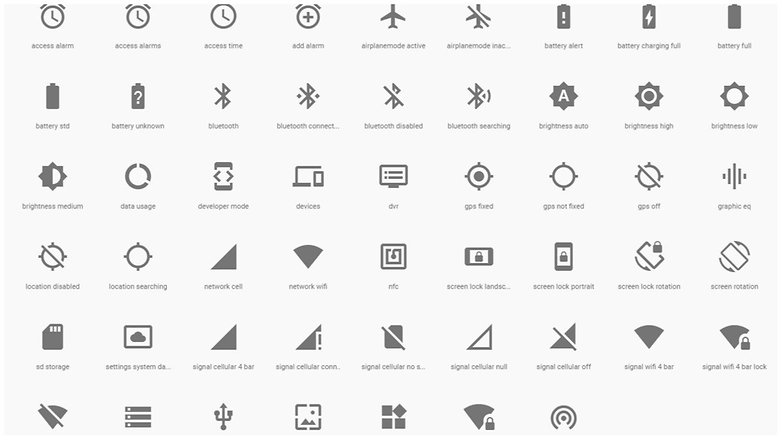 access alarm access alarms access time add alarm airplanemode active airplanemode inac... battery alert battery charging full battery full
battery std battery unknown bluetooth bluetooth connect... bluetooth disabled bluetooth searching brightness auto brightness high brightness low
brightness medium data usage developer mode devices dvr gps fixed gps not fixed gps off graphic eq
location disabled location searching network cell network wifi nfc screen lock landsc... screen lock portrait screen lock rotation screen rotation
sd storage settings system da... signal cellular 4 bar signal cellular conn... signal cellular no s... signal cellular null signal cellular off signal wifi 4 bar signal wifi 4 bar lock